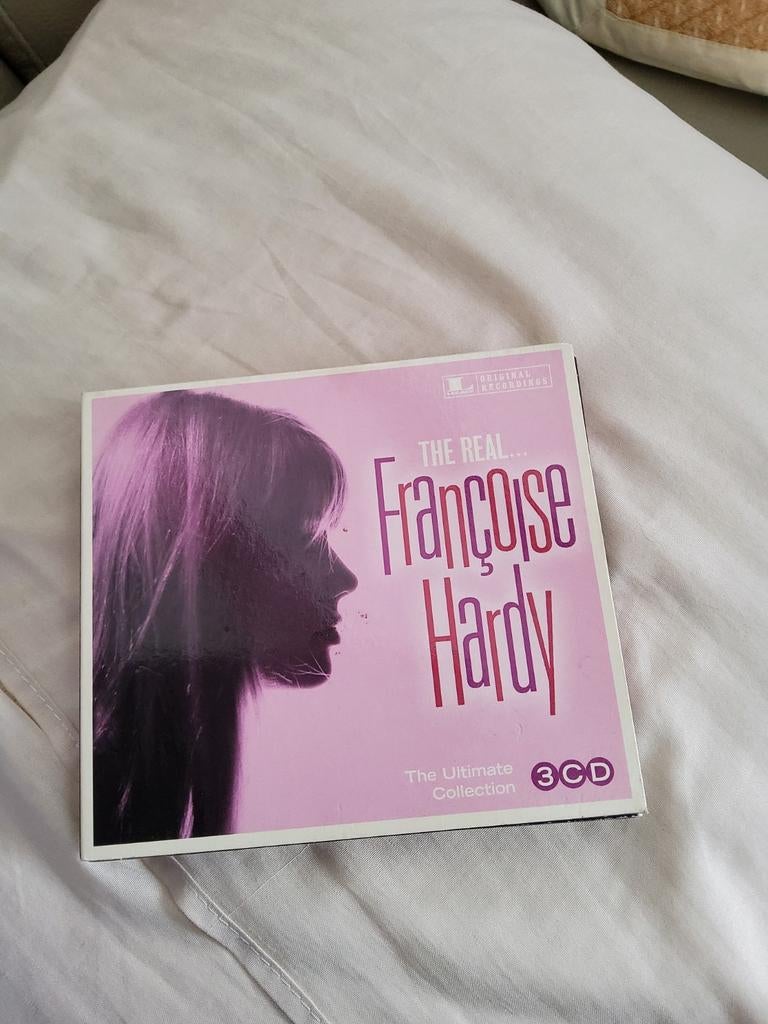 ORIGINAL
RECORDINGS
THE REAL...
Françoise
Hardy
The Ultimate
Collection
3CD